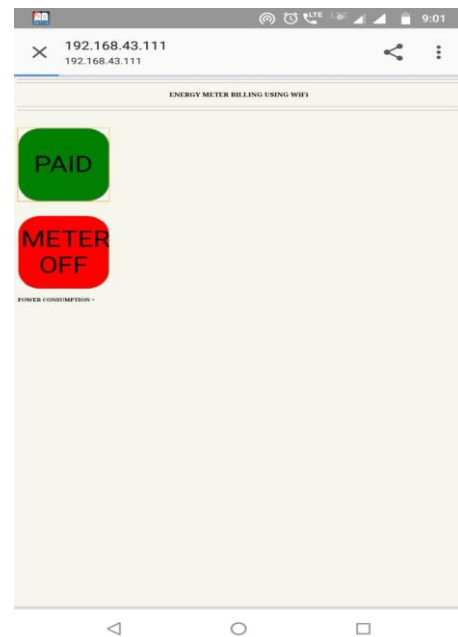 9:01
192.168.43.111
192.168.43.111
ENERGY METER BILLING USING WiFi
PAID
METER
OFF
POWER CONSUMPTION =